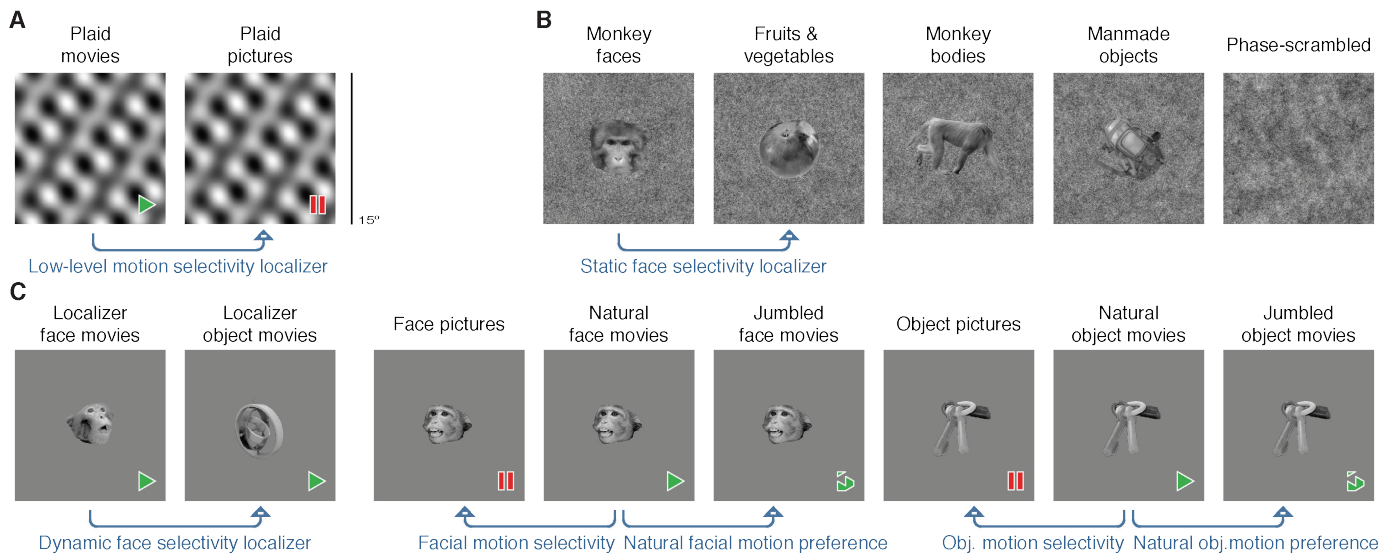 A
Plaid
movies
Plaid
pictures
15°
Low-level motion selectivity localizer
B
Monkey
faces
Fruits &
vegetables
Monkey
bodies
Manmade
objects
Phase-scrambled
Static face selectivity localizer
C
Localizer
face movies
Localizer
object movies
Face pictures
Natural
face movies
Jumbled
face movies
Object pictures
Natural
object movies
Jumbled
object movies
Dynamic face selectivity localizer
Facial motion selectivity
Natural facial motion preference
Obj. motion selectivity
Natural obj.motion preference